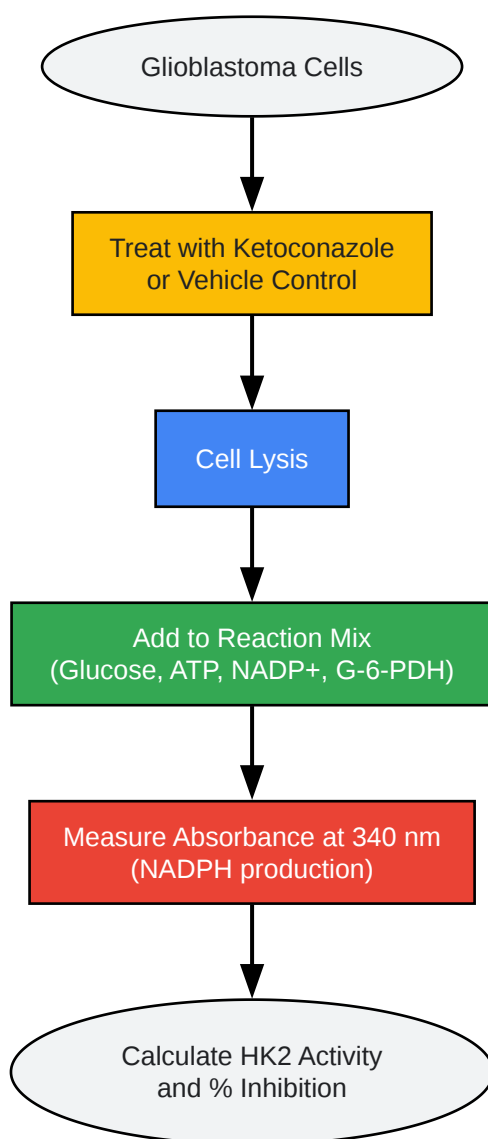 Glioblastoma Cells
Treat with Ketoconazole
or Vehicle Control
Cell Lysis
Add to Reaction Mix
(Glucose, ATP, NADP+, G-6-PDH)
Measure Absorbance at 340 nm
(NADPH production)
Calculate HK2 Activity
and % Inhibition